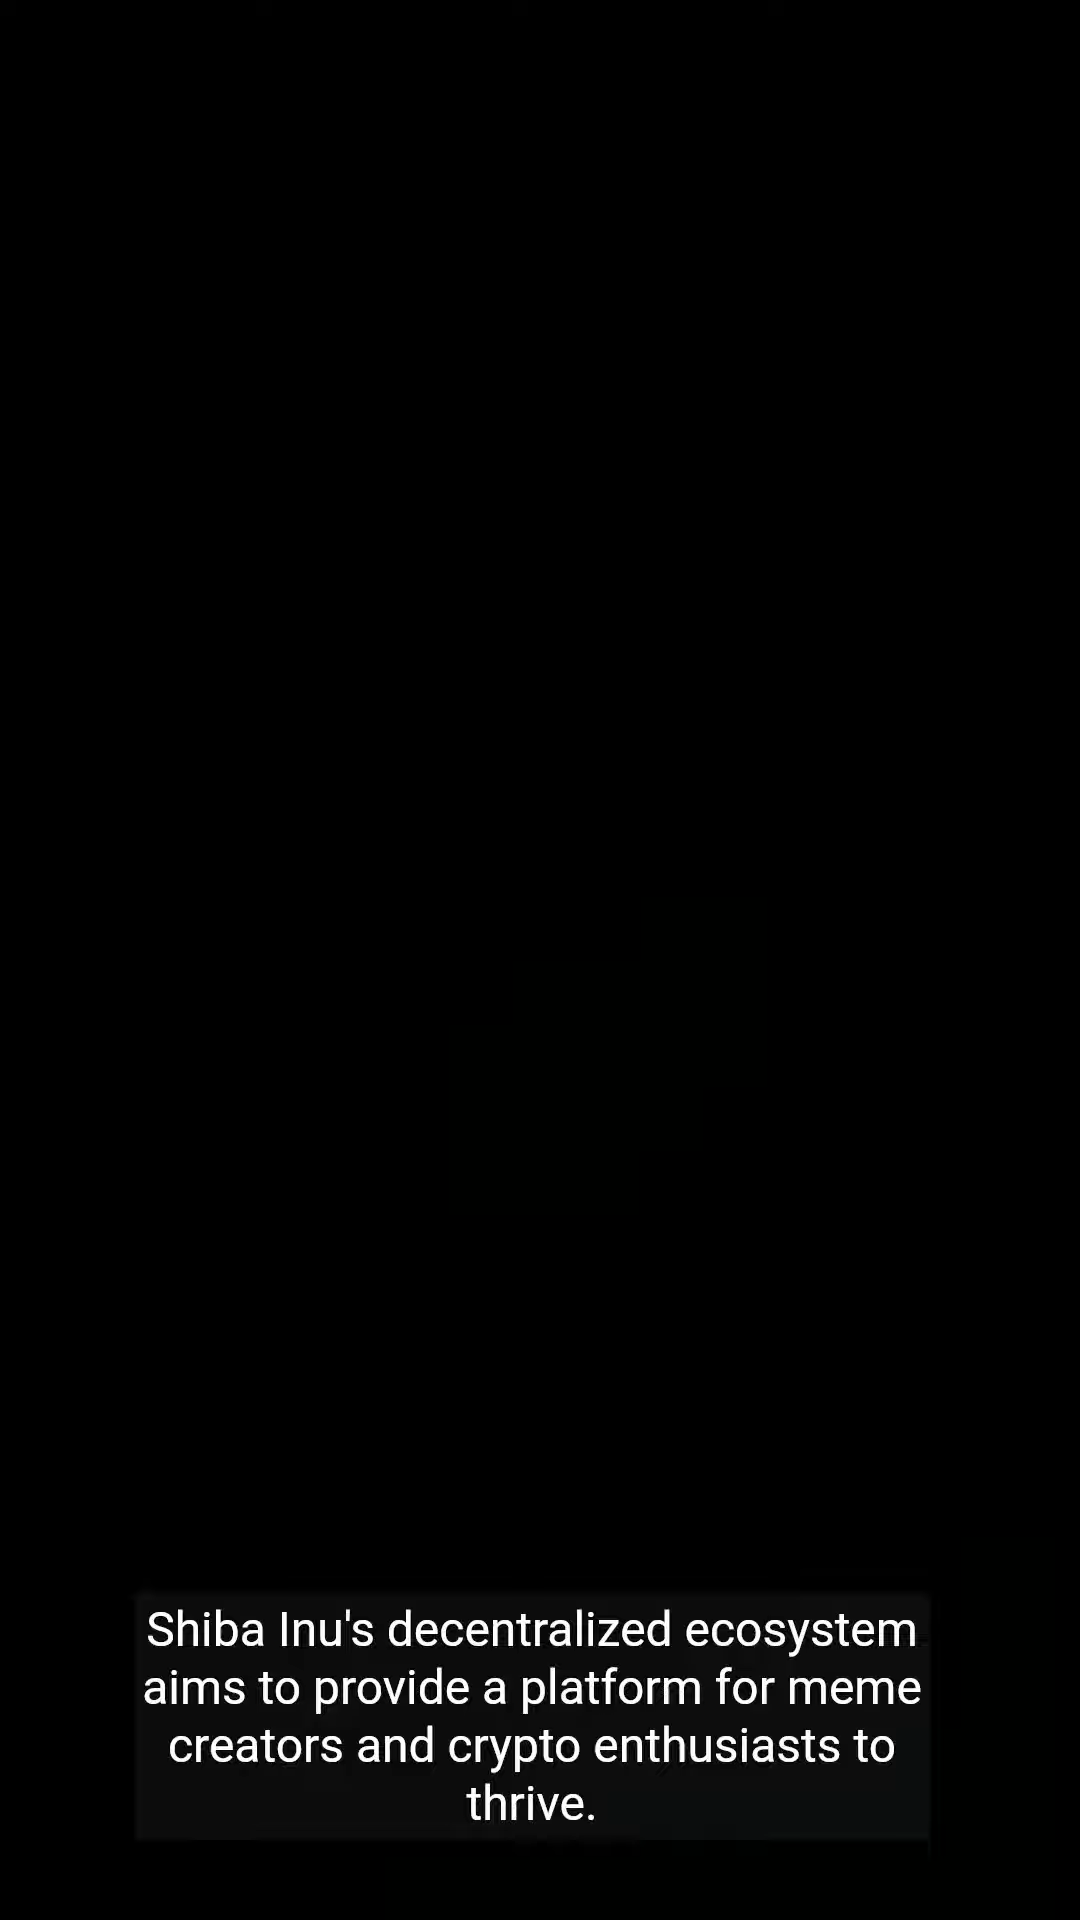 Shiba Inu's decentralized ecosystem
aims to provide a platform for meme
creators and crypto enthusiasts to
thrive.